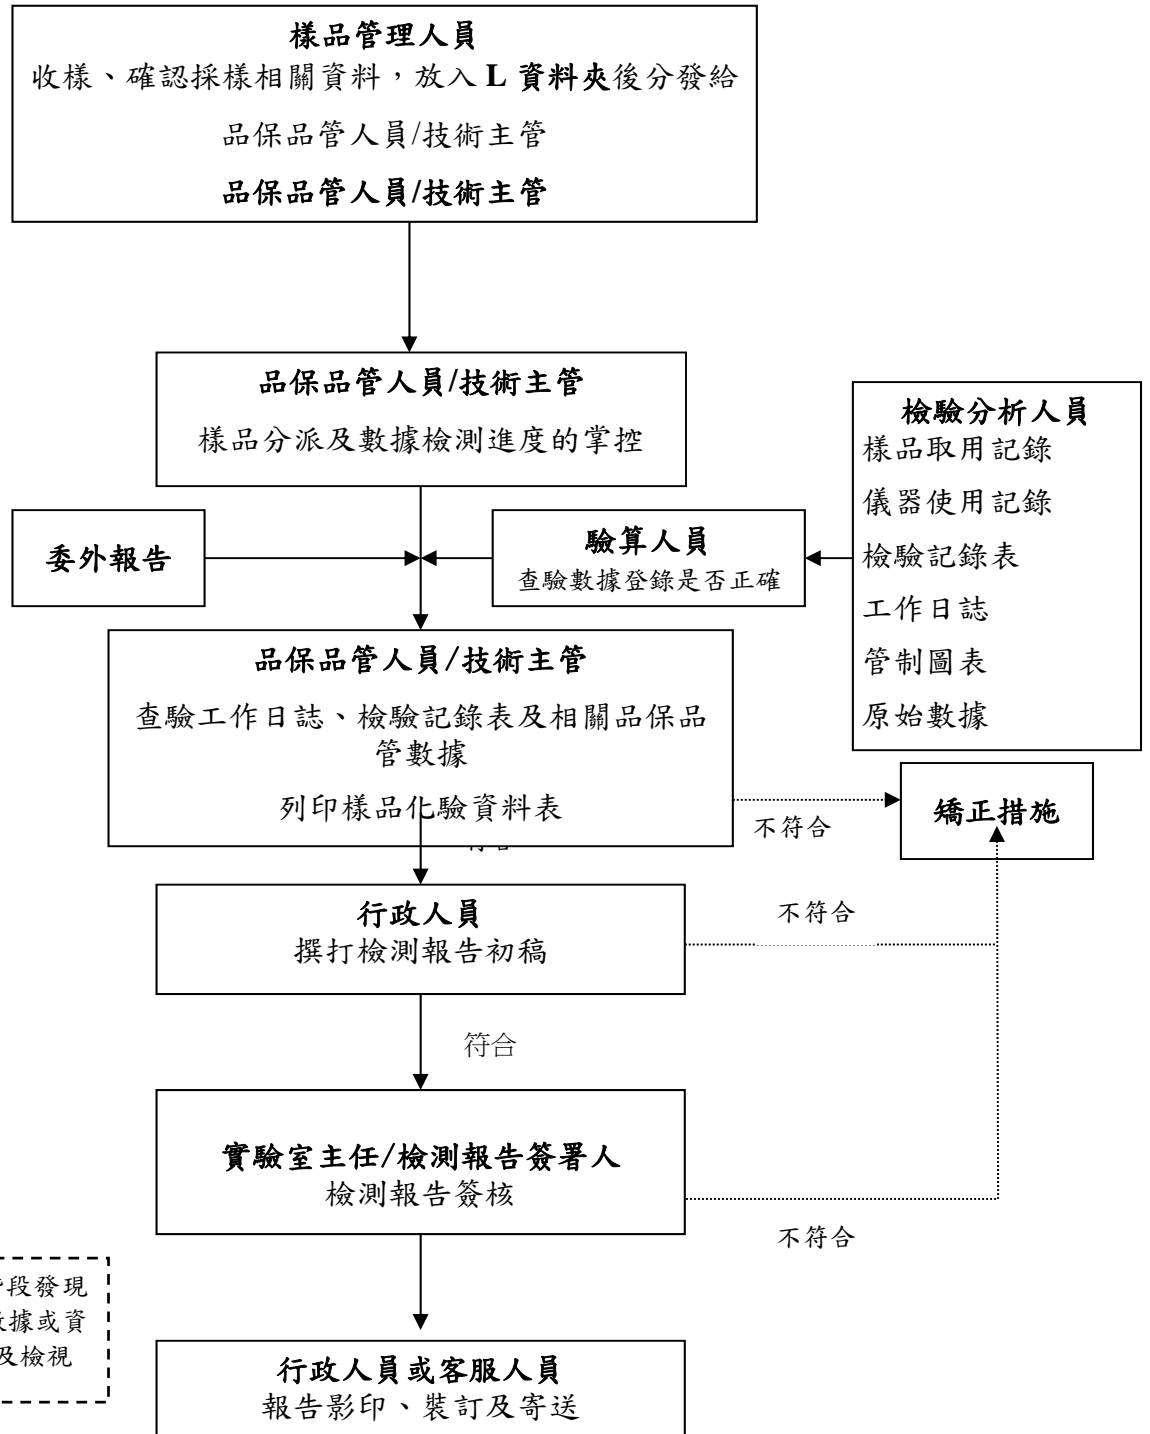 樣品管理人員
收樣、確認採樣相關資料，放入 L 資料夾後分發給
品保品管人員/技術主管
品保品管人員/技術主管
品保品管人員/技術主管
樣品分派及數據檢測進度的掌控
檢驗分析人員
樣品取用記錄
儀器使用記錄
檢驗記錄表
工作日誌
管制圖表
原始數據
委外報告
驗算人員
查驗數據登錄是否正確
品保品管人員/技術主管
查驗工作日誌、檢驗記錄表及相關品保品
管數據
列印樣品化驗資料表
不符合
矯正措施
行政人員
撰打檢測報告初稿
不符合
符合
實驗室主任/檢測報告簽署人
檢測報告簽核
不符合
段發現
據或資
及檢視
行政人員或客服人員
報告影印、裝訂及寄送